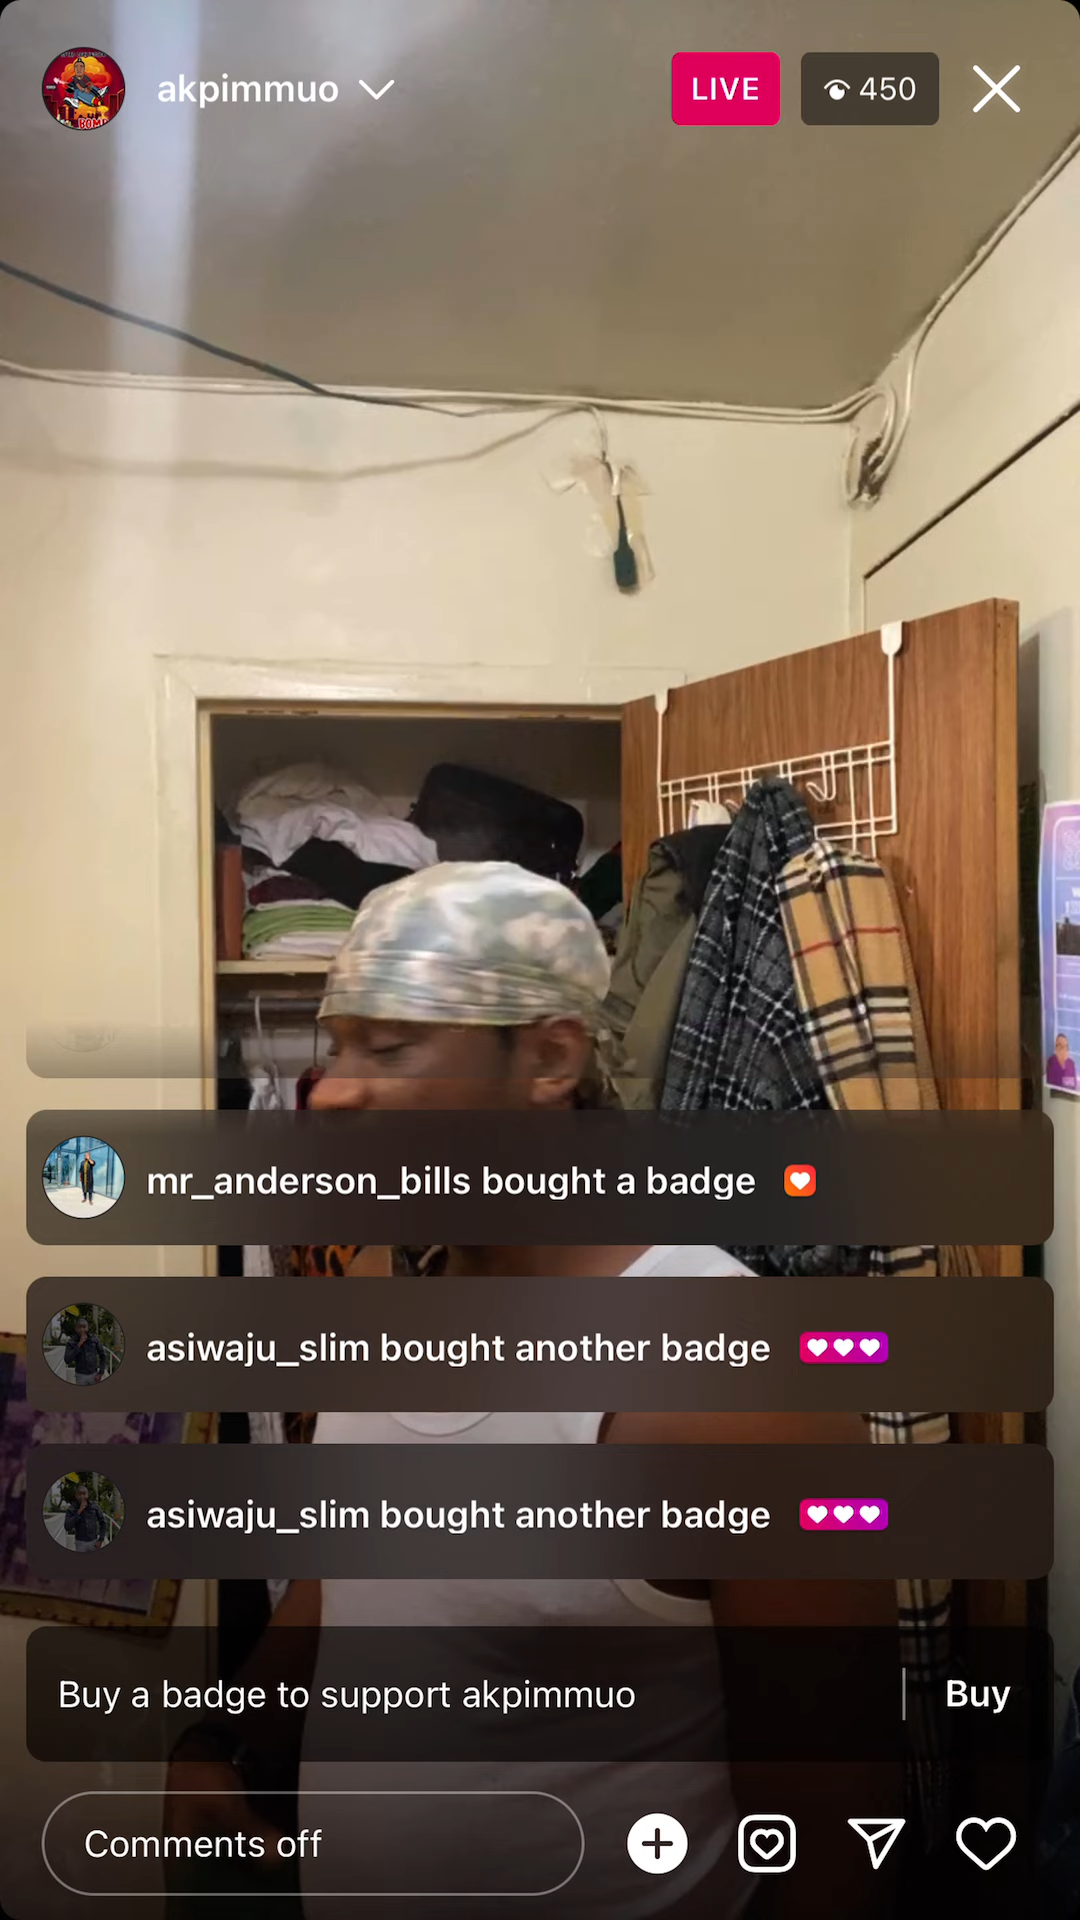 akpimmuo
LIVE
450
BOMB
mr_anderson_bills bought a badge
asiwaju_slim bought another badge
asiwaju_slim bought another badge
Buy a badge to support akpimmuo
Buy
Comments off